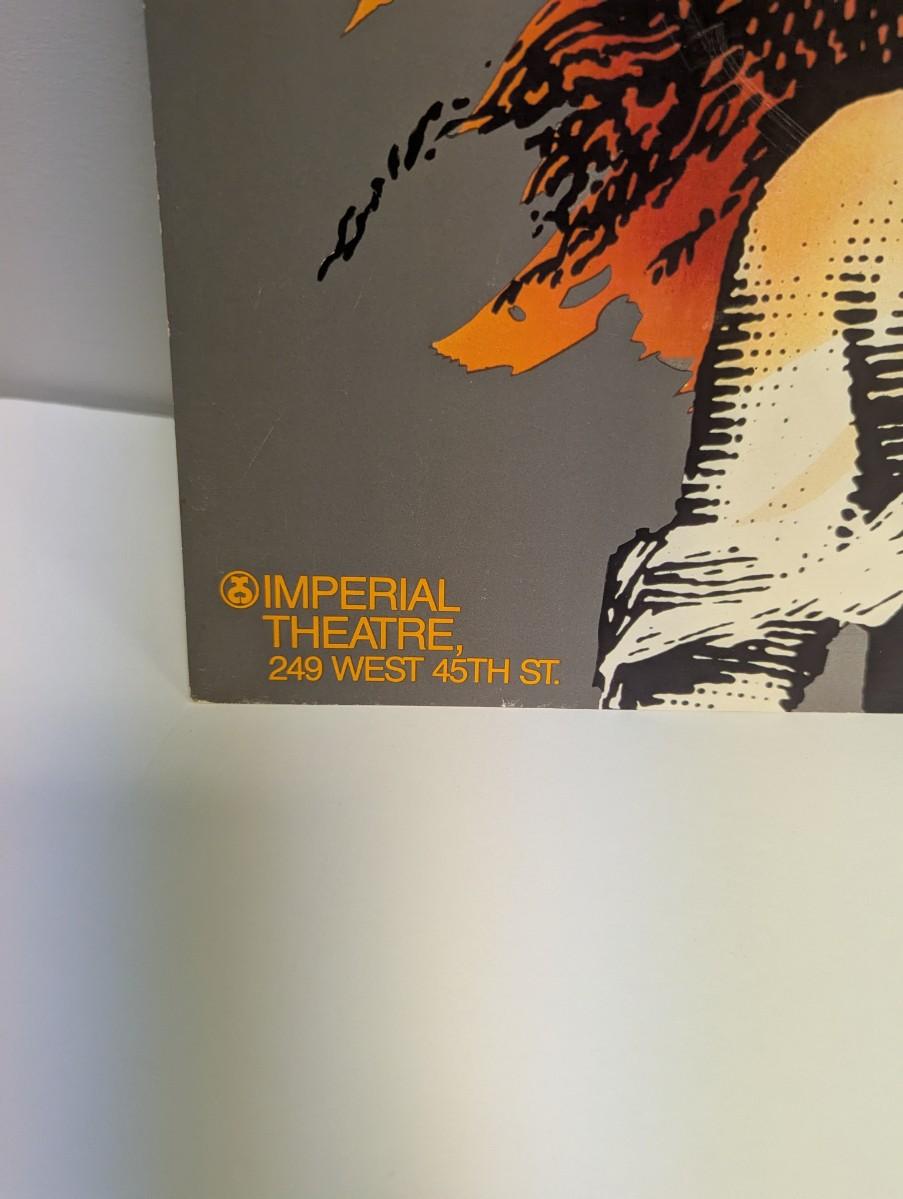 IMPERIAL
THEATRE,
249 WEST 45TH ST.